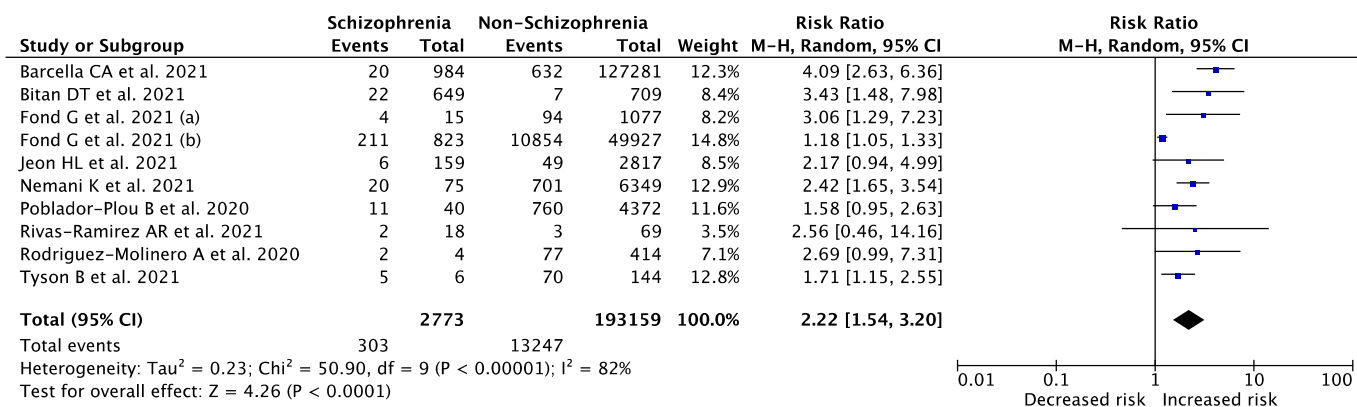 Schizophrenia Non-Schizophrenia Risk Ratio Risk Ratio
Study or Subgroup Events Total Events Total Weight M-H, Random, 95% CI M-H, Random, 95% CI
Barcella CA et al. 2021 20 984 632 127281 12.3% 4.09 [2.63, 6.36]
Bitan DT et al. 2021 22 649 7 709 8.4% 3.43 [1.48, 7.98]
Fond G et al. 2021 (a) 4 15 94 1077 8.2% 3.06 [1.29, 7.23]
Fond G et al. 2021 (b) 211 823 10854 49927 14.8% 1.18 [1.05, 1.33]
Jeon HL et al. 2021 6 159 49 2817 8.5% 2.17 [0.94, 4.99]
Nemani K et al. 2021 20 75 701 6349 12.9% 2.42 [1.65, 3.54]
Poblador-Plou B et al. 2020 11 40 760 4372 11.6% 1.58 [0.95, 2.63]
Rivas-Ramirez AR et al. 2021 2 18 3 69 3.5% 2.56 [0.46, 14.16]
Rodriguez-Molinero A et al. 2020 2 4 77 414 7.1% 2.69 [0.99, 7.31]
Tyson B et al. 2021 5 6 70 144 12.8% 1.71 [1.15, 2.55]
Total (95% CI) 2773 193159 100.0% 2.22 [1.54, 3.20]
Total events 303 13247
Heterogeneity: Tau² = 0.23; Chi² = 50.90, df = 9 (P < 0.00001); I² = 82%
Test for overall effect: Z = 4.26 (P < 0.0001)
0.01 0.1 1 10 100
Decreased risk Increased risk